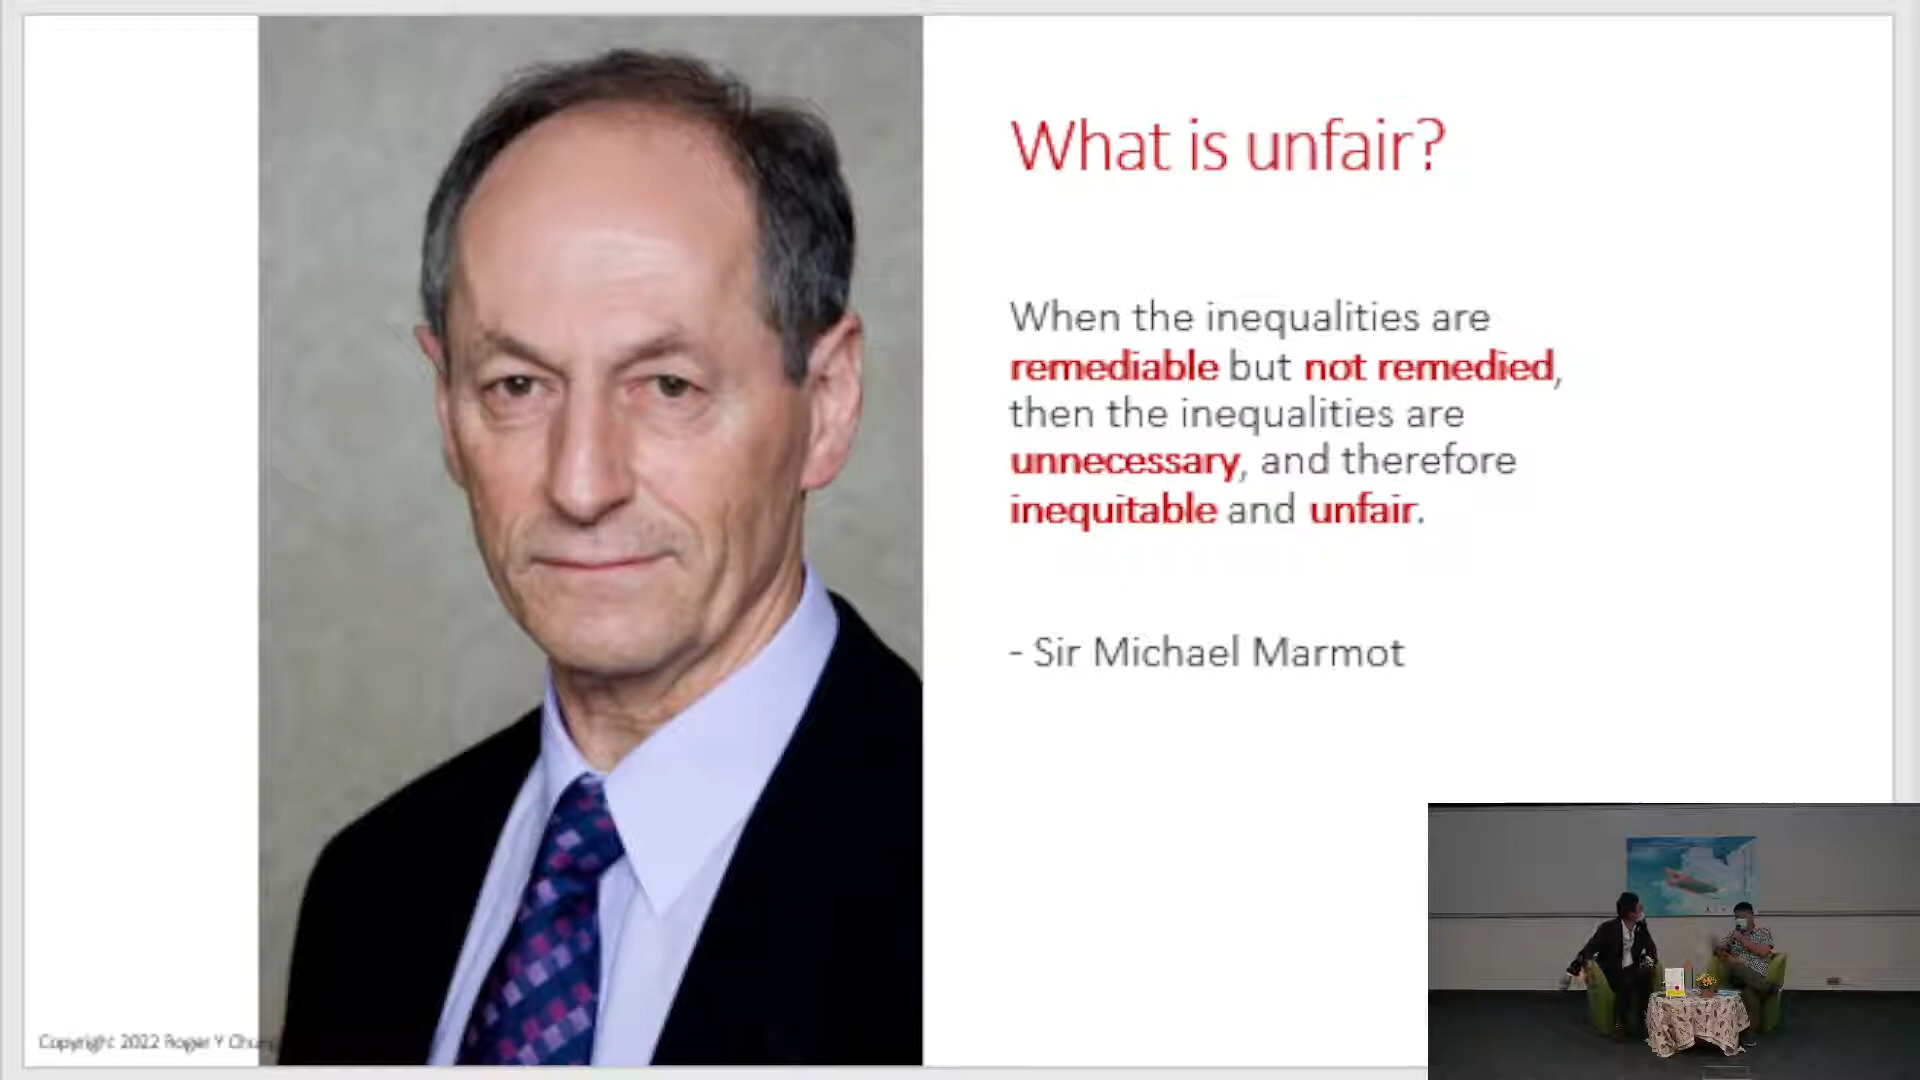 What is unfair?
When the inequalities are
remediable but not remedied,
then the inequalities are
unnecessary, and therefore
inequitable and unfair.
- Sir Michael Marmot
Copyright 2022 Roger Y Chung